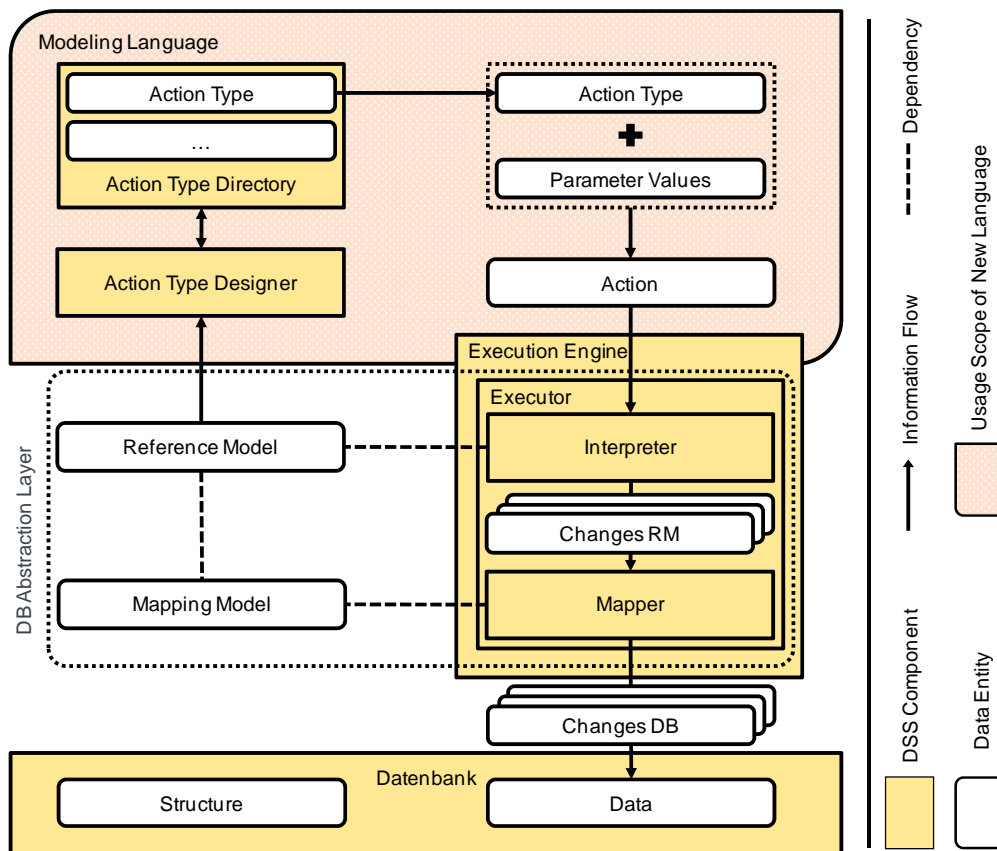 Modeling Language
Action Type
...
Action Type Directory
Action Type Designer
Action Type
Parameter Values
Action
Execution Engine
Executor
Interpreter
Changes RM
Mapper
DB Abstraction Layer
Reference Model
Mapping Model
Changes DB
Datenbank
Structure
Data
Dependency
Information Flow
DSS Component
Usage Scope of New Language
Data Entity